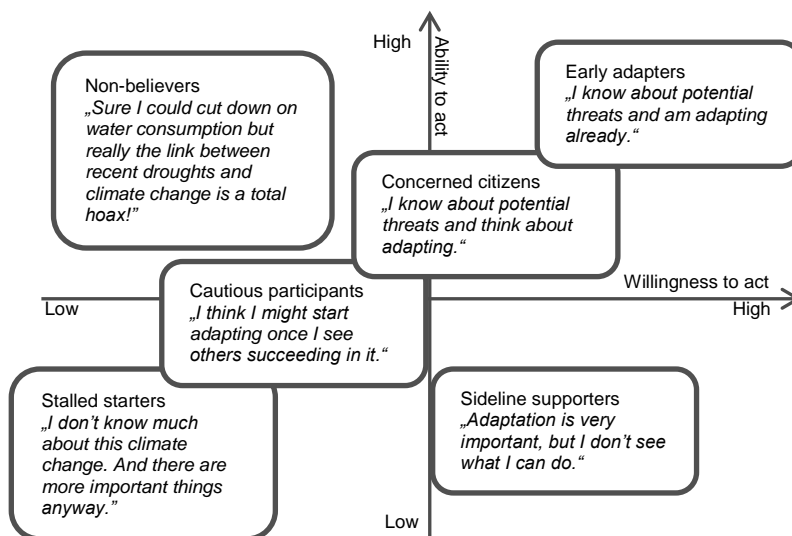 High
Ability to act
Non-believers
„Sure I could cut down on
water consumption but
really the link between
recent droughts and
climate change is a total
hoax!”
Early adapters
„I know about potential
threats and am adapting
already.“
Concerned citizens
„I know about potential
threats and think about
adapting.“
Willingness to act
Low
High
Cautious participants
„I think I might start
adapting once I see
others succeeding in it.“
Stalled starters
„I don’t know much
about this climate
change. And there are
more important things
anyway.”
Sideline supporters
„Adaptation is very
important, but I don’t see
what I can do.“
Low